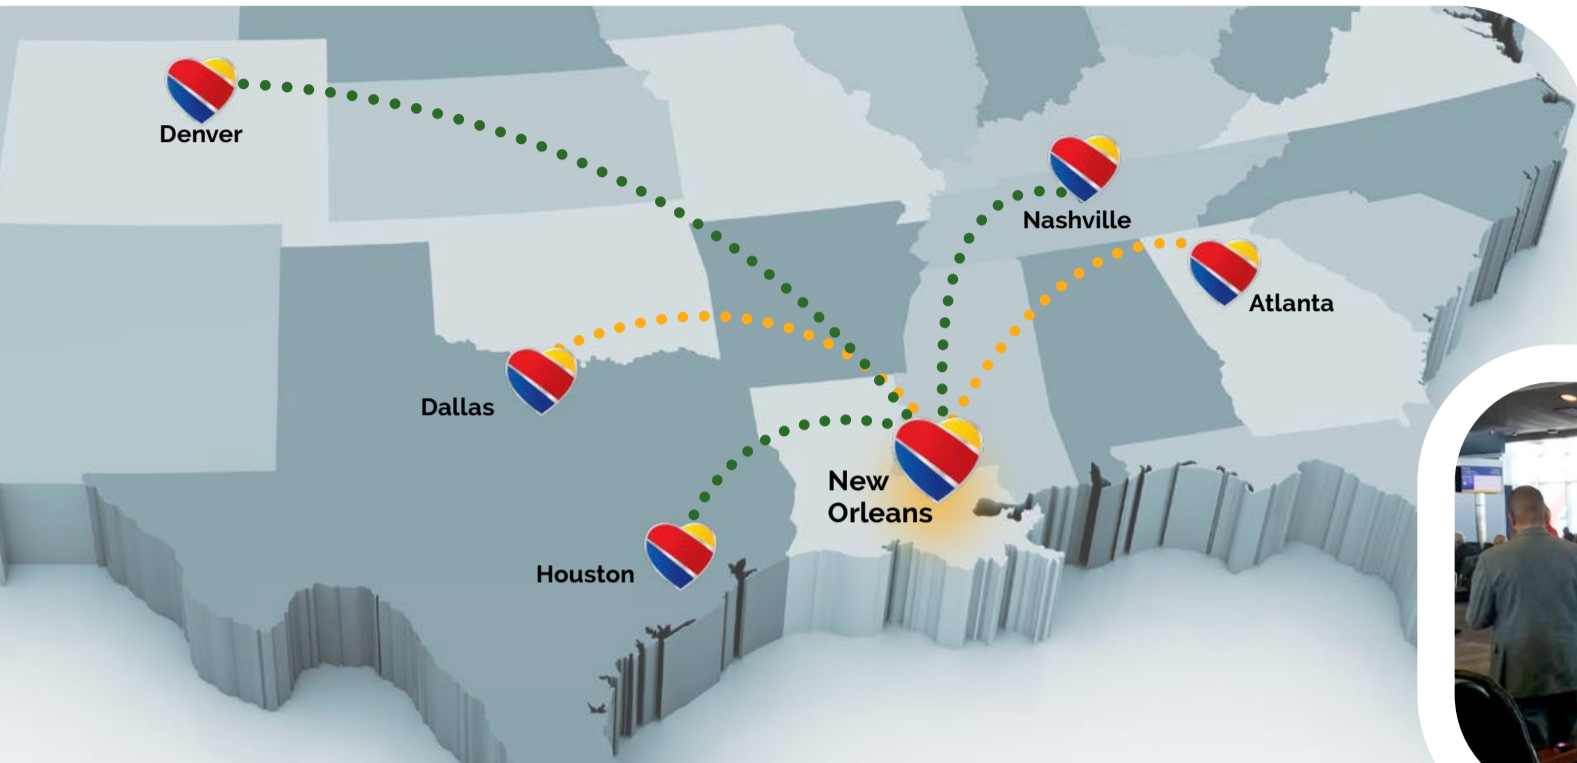 Denver
Nashville
Atlanta
Dallas
New
Orleans
Houston